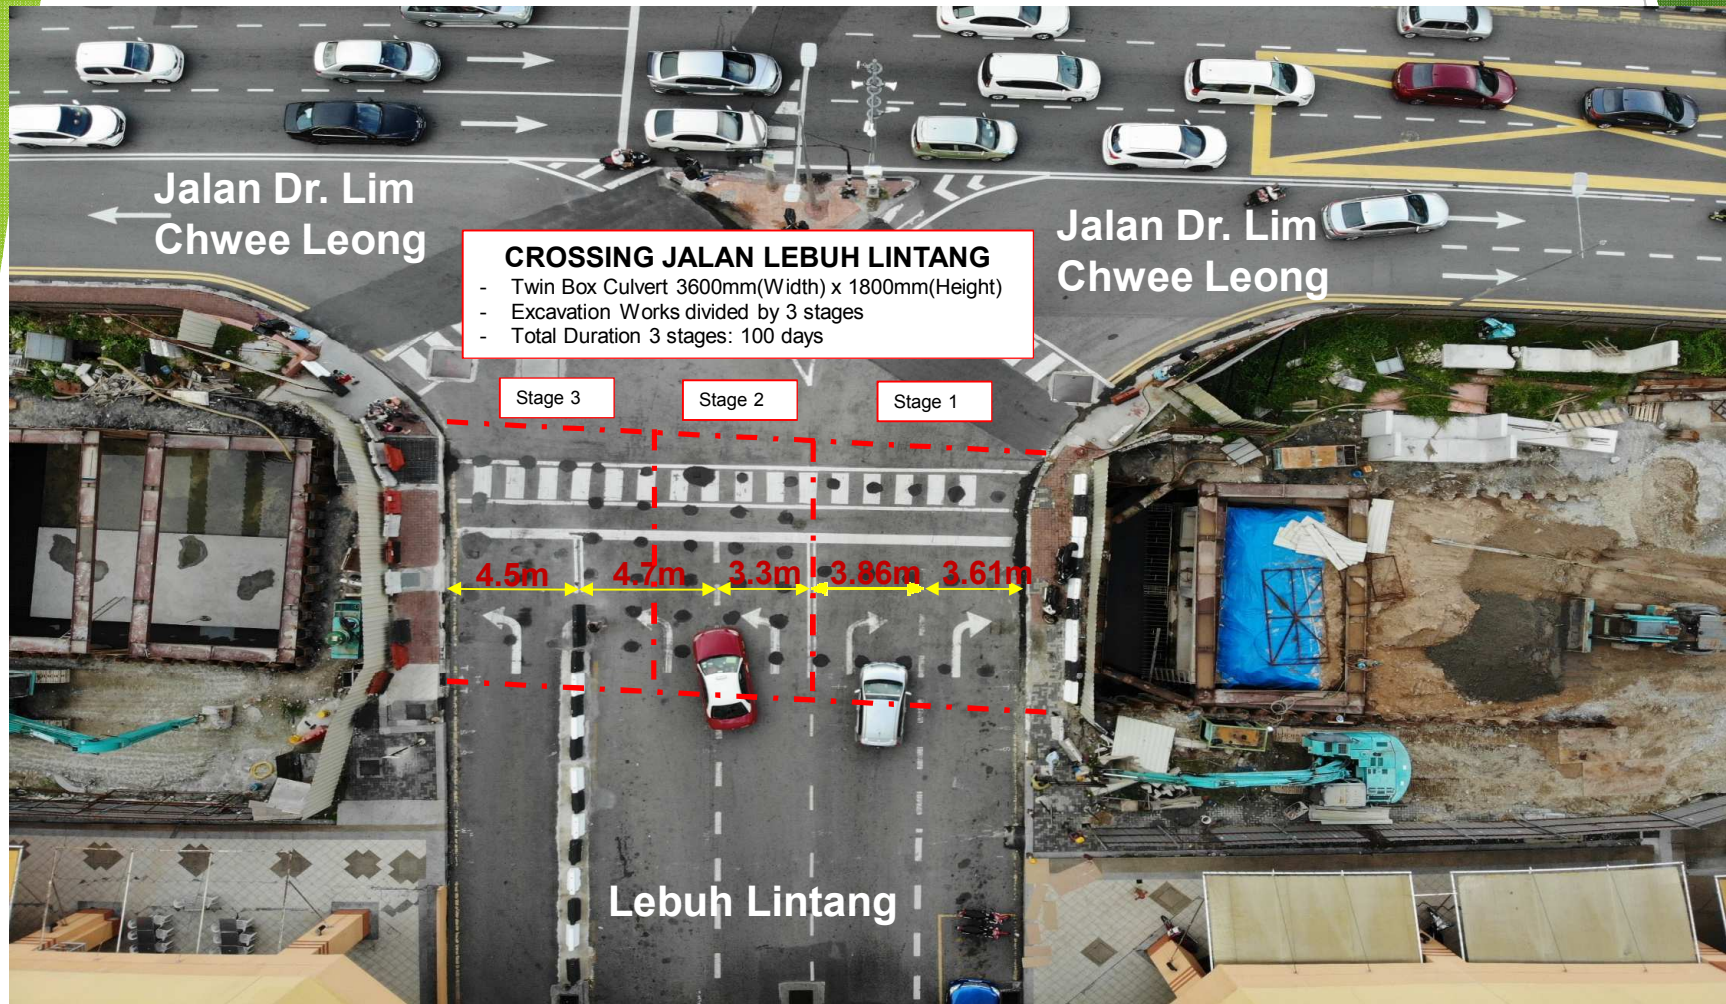 Jalan Dr. Lim
Chwee Leong
Jalan Dr. Lim
Chwee Leong
CROSSING JALAN LEBUH LINTANG
- Twin Box Culvert 3600mm(Width) x 1800mm(Height)
- Excavation Works divided by 3 stages
- Total Duration 3 stages: 100 days
Stage 3
Stage 2
Stage 1
4.5m
4.7m
3.3m
3.86m
3.61m
Lebuh Lintang